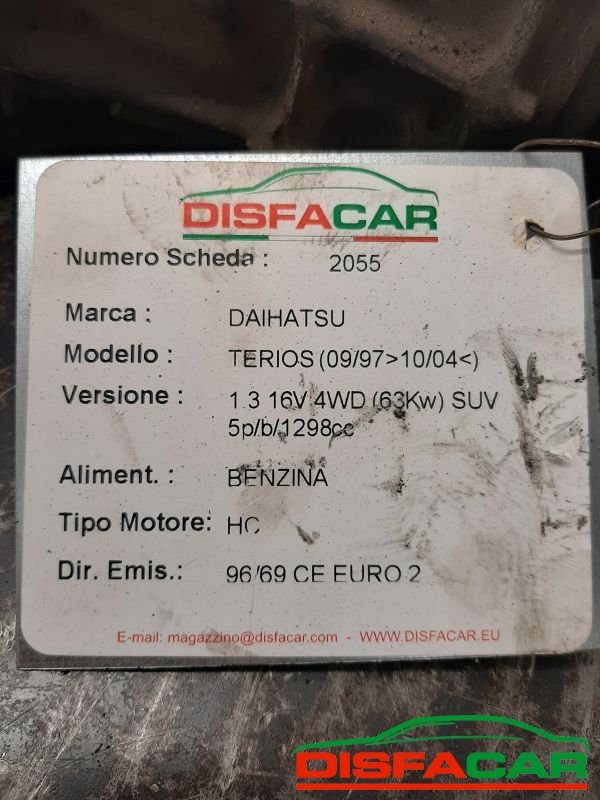 DISFACAR
Numero Scheda : 2055
Marca : DAIHATSU
Modello : TERIOS (09/97>10/04<)
Versione : 1.3 16V 4WD (63Kw) SUV
5p/b/1298cc
Aliment. : BENZINA
Tipo Motore: HC
Dir. Emis.: 96/69 CE EURO 2
E-mail: magazzino@disfacar.com - WWW.DISFACAR.EU
DISFACAR